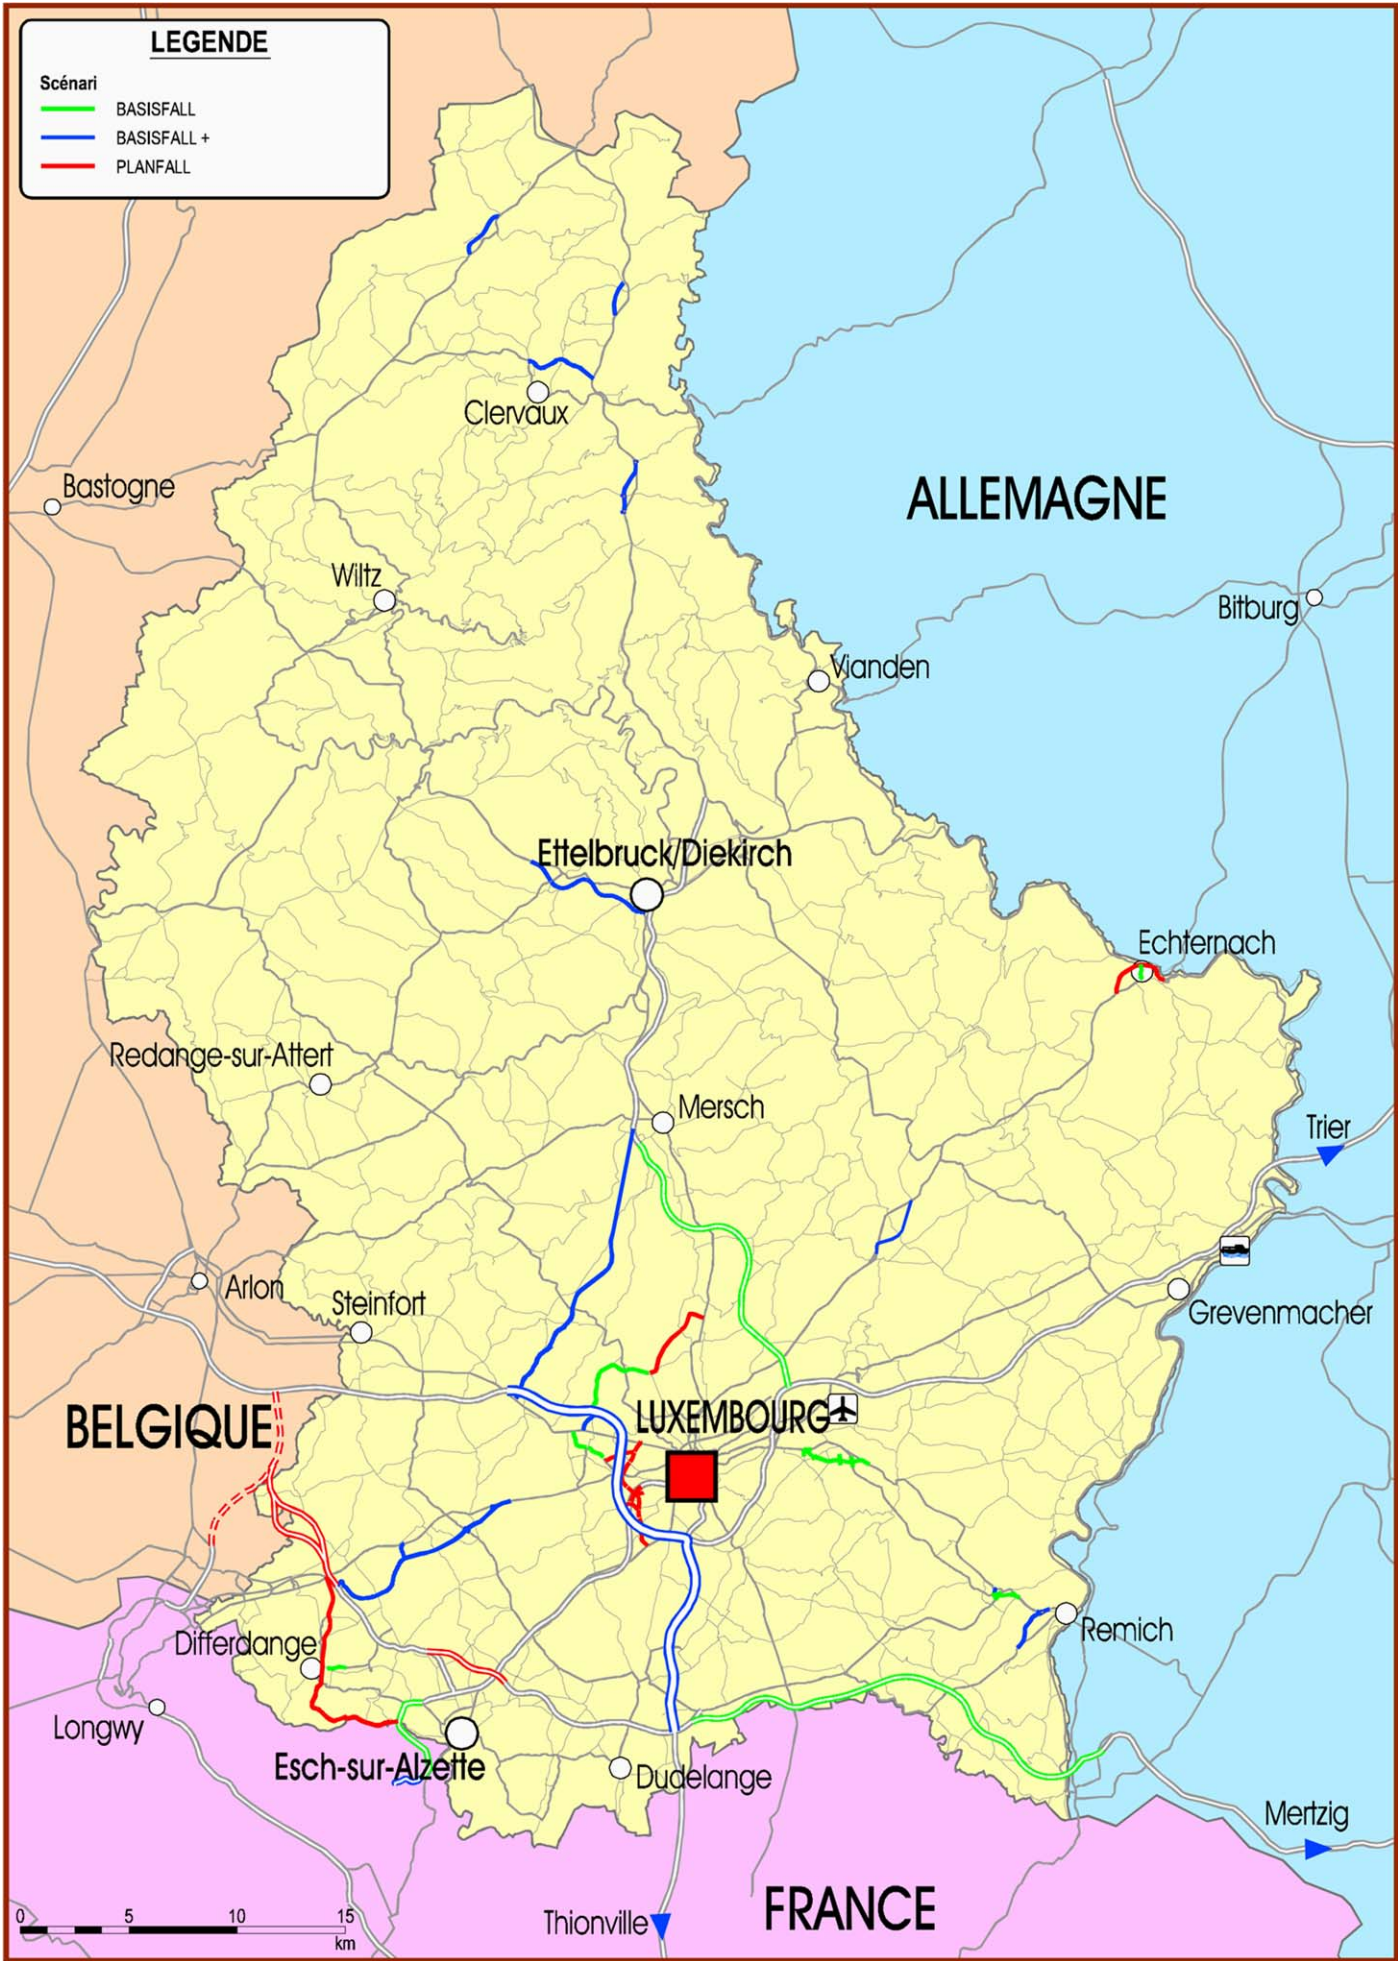 LEGENDE
Scénari
BASISFALL
BASISFALL +
PLANFALL
Clervaux
Bastogne
ALLEMAGNE
Wiltz
Bitburg
Vianden
Ettelbruck/Diekirch
Echternach
Redange-sur-Attert
Mersch
Trier
Arlon
Steinfort
Grevenmacher
BELGIQUE
LUXEMBOURG
Differdange
Remich
Longwy
Esch-sur-Alzette
Dudelange
Mertzig
FRANCE
Thionville
0 5 10 15
km